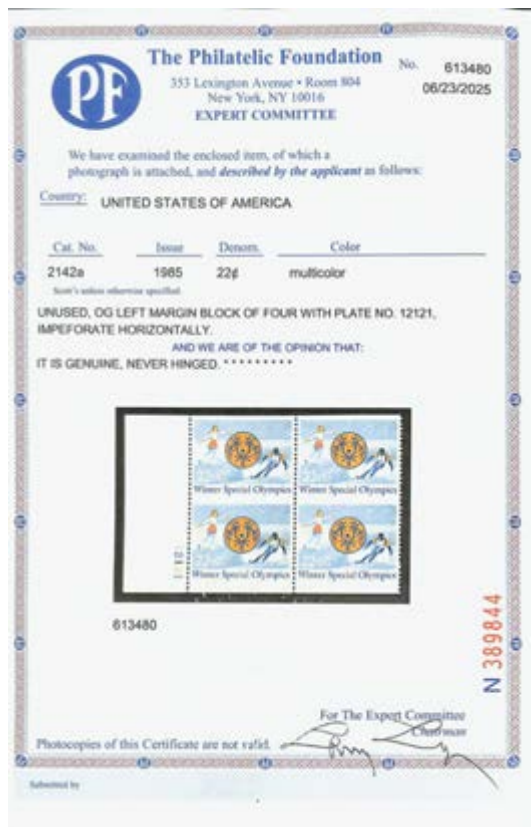 PF
The Philatelic Foundation
353 Lexington Avenue • Room 804
New York, NY 10016
EXPERT COMMITTEE
No. 613480
06/23/2025
We have examined the enclosed item, of which a
photograph is attached, and described by the applicant as follows:
Country: UNITED STATES OF AMERICA
Cat. No. Issue Denom. Color
2142a 1985 22¢ multicolor
Scott's unless otherwise specified
UNUSED, OG LEFT MARGIN BLOCK OF FOUR WITH PLATE NO. 12121,
IMPEFORATE HORIZONTALLY.
AND WE ARE OF THE OPINION THAT:
IT IS GENUINE, NEVER HINGED. * * * * * * * * *
Winter Special Olympics Winter Special Olympics
Winter Special Olympics Winter Special Olympics
613480
N 389844
For The Expert Committee
Chairman
Photocopies of this Certificate are not valid.
Submitted by